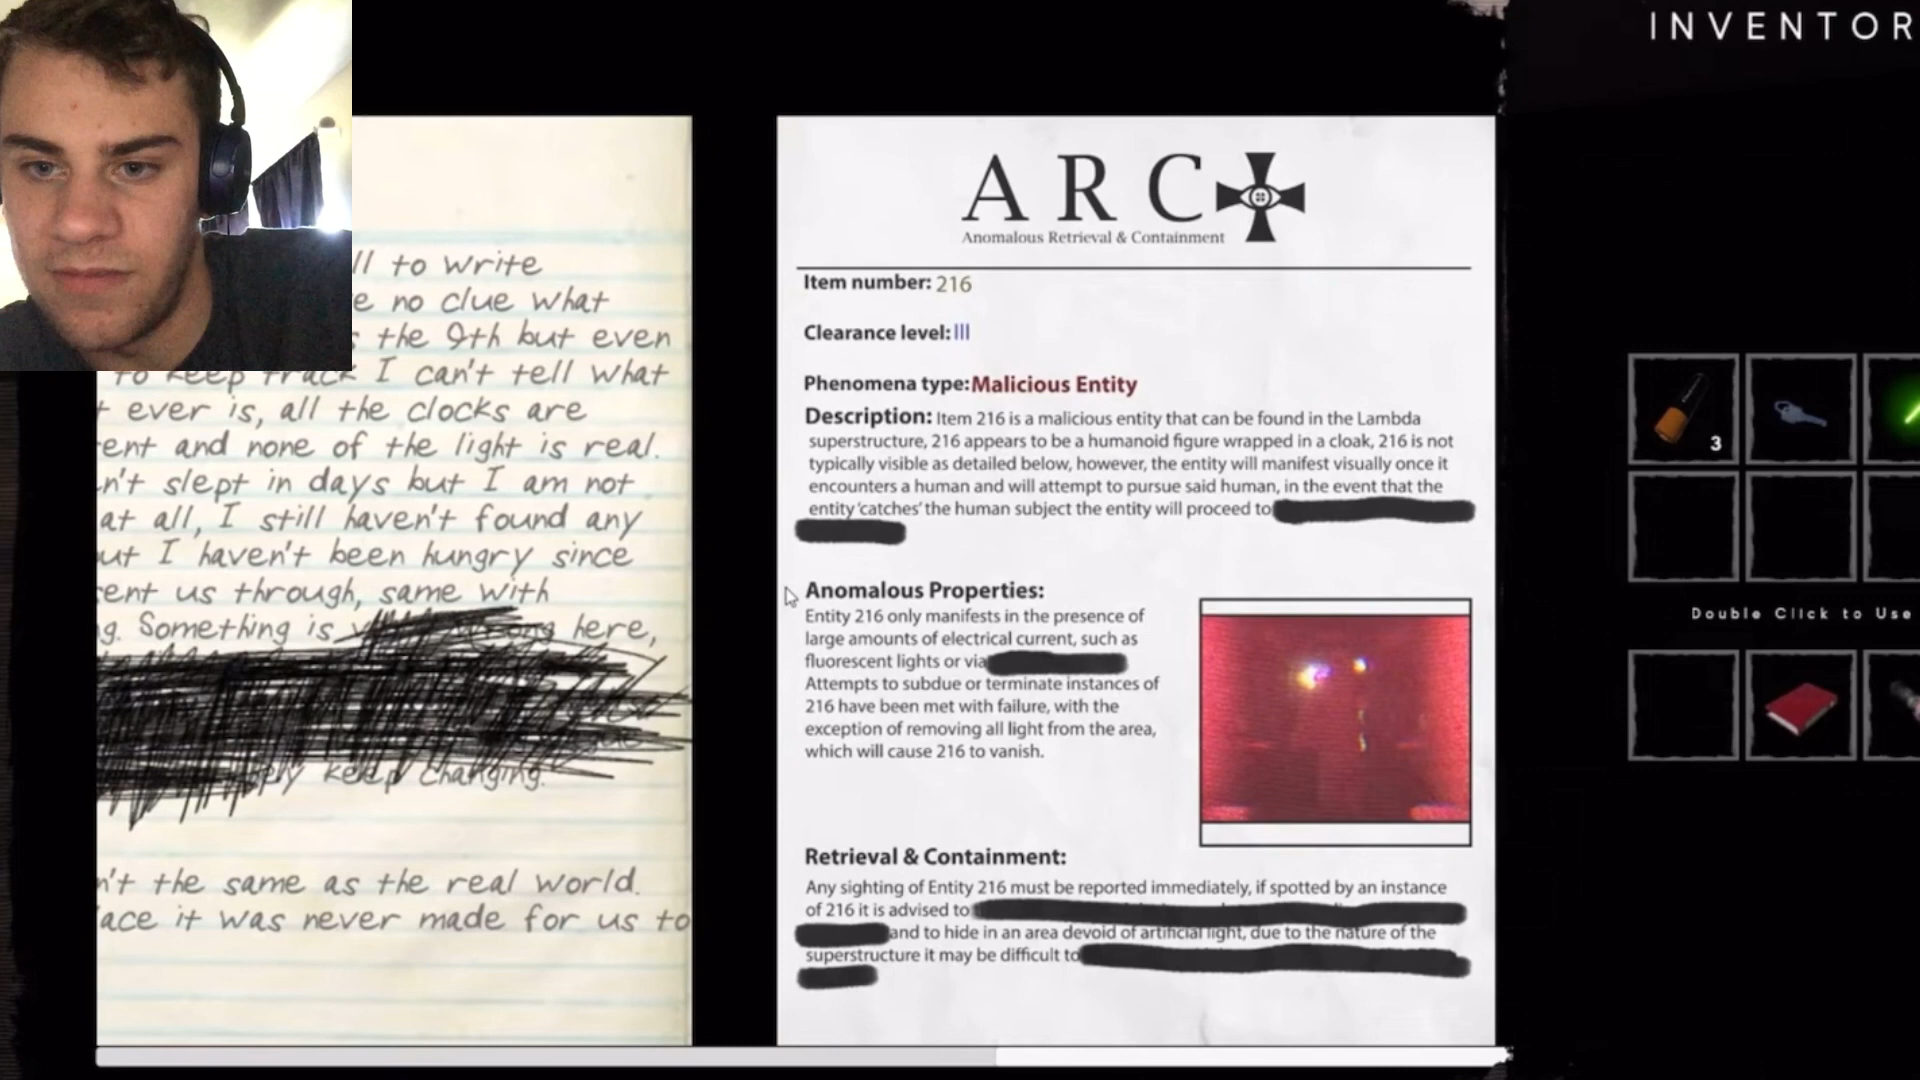 INVENTOR
ll to write
e no clue what
s the 9th but even
to keep track I can't tell what
t ever is, all the clocks are
ent and none of the light is real.
n't slept in days but I am not
at all, I still haven't found any
ut I haven't been hungry since
ent us through, same with
g. Something is here,
keep changing.
n't the same as the real world.
lace it was never made for us to
ARC
Anomalous Retrieval & Containment
Item number: 216
Clearance level: III
Phenomena type: Malicious Entity
Description: Item 216 is a malicious entity that can be found in the Lambda
superstructure, 216 appears to be a humanoid figure wrapped in a cloak, 216 is not
typically visible as detailed below, however, the entity will manifest visually once it
encounters a human and will attempt to pursue said human, in the event that the
entity 'catches' the human subject the entity will proceed to
Anomalous Properties:
Entity 216 only manifests in the presence of
large amounts of electrical current, such as
fluorescent lights or via
Attempts to subdue or terminate instances of
216 have been met with failure, with the
exception of removing all light from the area,
which will cause 216 to vanish.
Retrieval & Containment:
Any sighting of Entity 216 must be reported immediately, if spotted by an instance
of 216 it is advised to
and to hide in an area devoid of artificial light, due to the nature of the
superstructure it may be difficult to
3
Double Click to Use